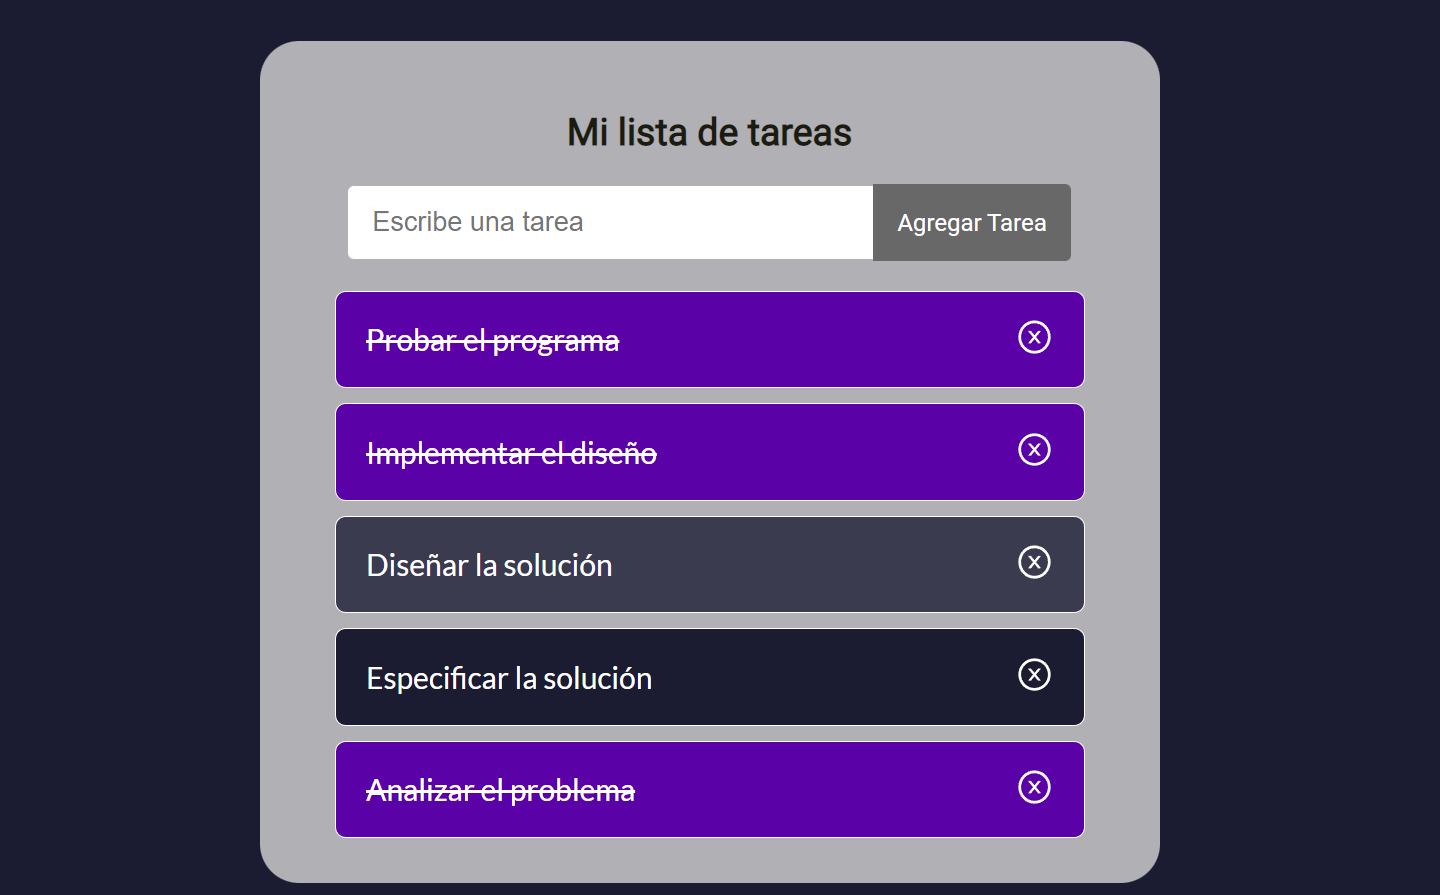 Mi lista de tareas
Escribe una tarea
Agregar Tarea
Probar el programa
Implementar el diseño
Diseñar la solución
Especificar la solución
Analizar el problema